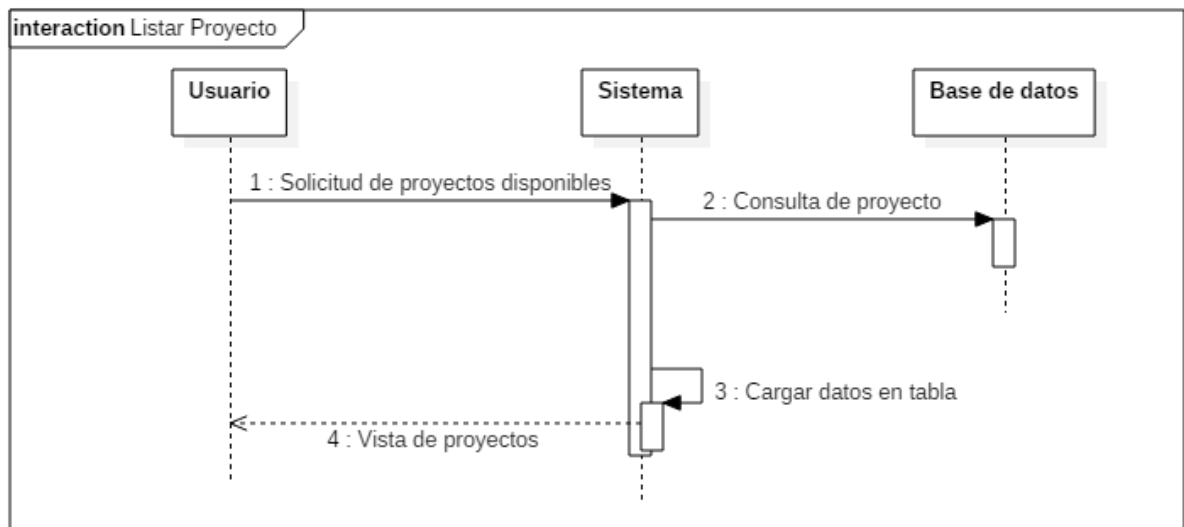 interaction Listar Proyecto
Usuario
Sistema
Base de datos
1 : Solicitud de proyectos disponibles
2 : Consulta de proyecto
3 : Cargar datos en tabla
4 : Vista de proyectos